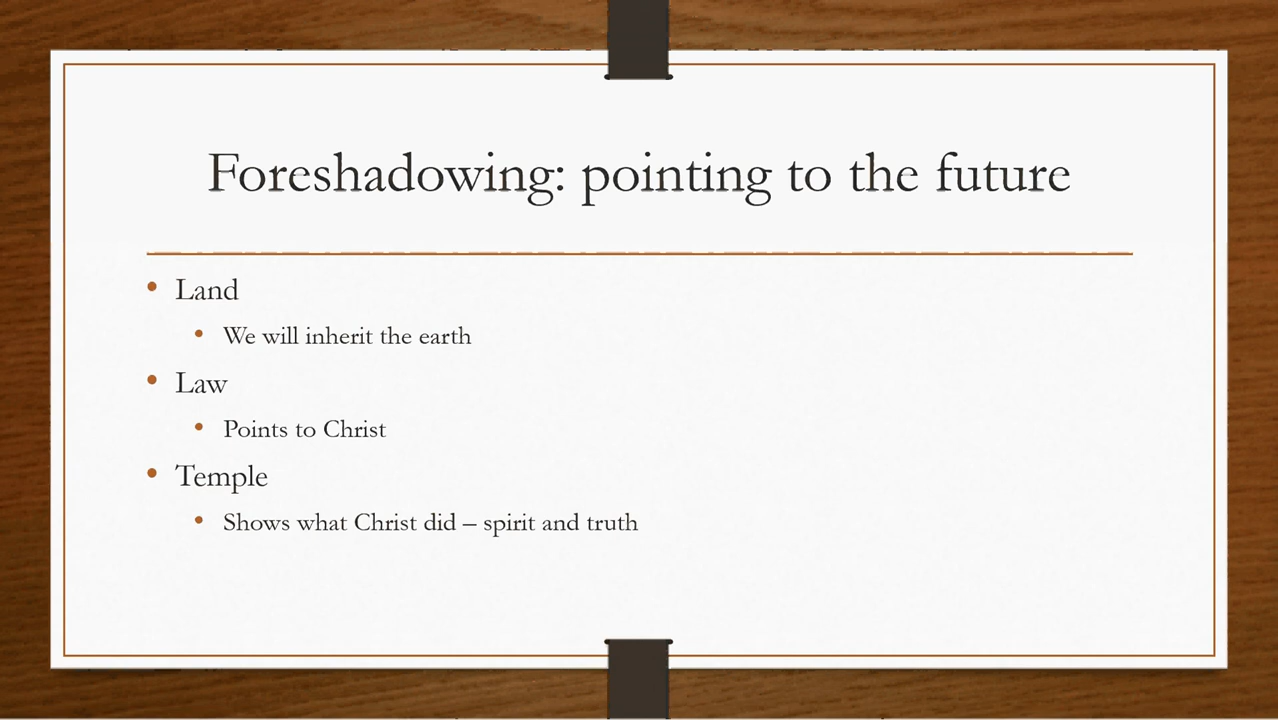 Foreshadowing: pointing to the future
• Land
• We will inherit the earth
• Law
• Points to Christ
• Temple
• Shows what Christ did – spirit and truth